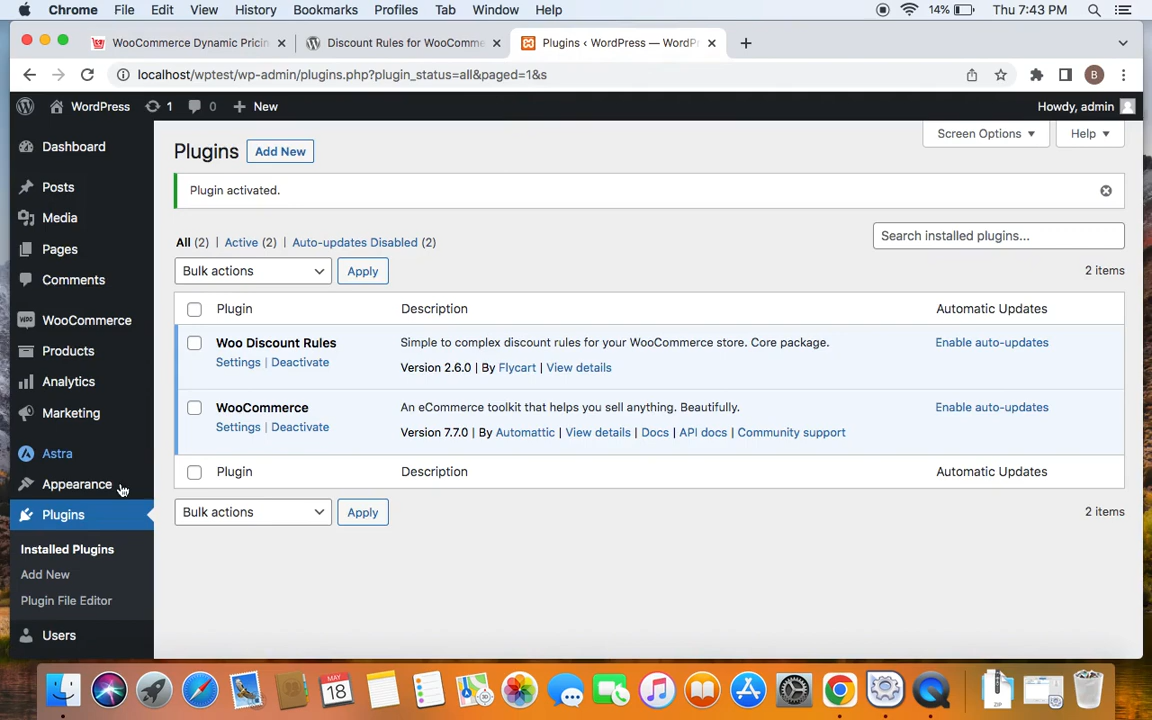 Chrome File Edit View History Bookmarks Profiles Tab Window Help 14% Thu 7:43 PM
WooCommerce Dynamic Pricin
Discount Rules for WooComme
Plugins ‹ WordPress — WordPr
localhost/wptest/wp-admin/plugins.php?plugin_status=all&paged=1&s
B
WordPress 1 0 + New Howdy, admin
Dashboard
Posts
Media
Pages
Comments
WooCommerce
Products
Analytics
Marketing
Astra
Appearance
Plugins
Installed Plugins
Add New
Plugin File Editor
Users
Screen Options Help
Plugins Add New
Plugin activated.
All (2) | Active (2) | Auto-updates Disabled (2)
Search installed plugins...
Bulk actions Apply 2 items
Plugin Description Automatic Updates
Woo Discount Rules Simple to complex discount rules for your WooCommerce store. Core package. Enable auto-updates
Settings | Deactivate
Version 2.6.0 | By Flycart | View details
WooCommerce An eCommerce toolkit that helps you sell anything. Beautifully. Enable auto-updates
Settings | Deactivate
Version 7.7.0 | By Automattic | View details | Docs | API docs | Community support
Plugin Description Automatic Updates
Bulk actions Apply 2 items
MAY
18